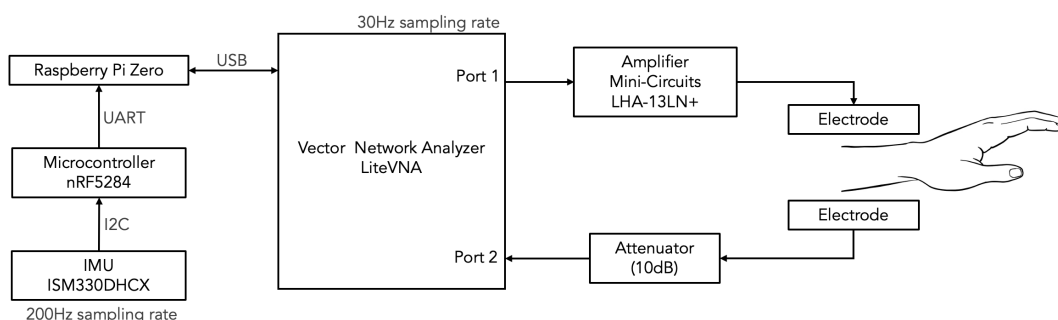 30Hz sampling rate
Raspberry Pi Zero
USB
Port 1
Amplifier
Mini-Circuits
LHA-13LN+
Electrode
UART
Microcontroller
nRF5284
Vector Network Analyzer
LiteVNA
I2C
Electrode
IMU
ISM330DHCX
Port 2
Attenuator
(10dB)
200Hz sampling rate